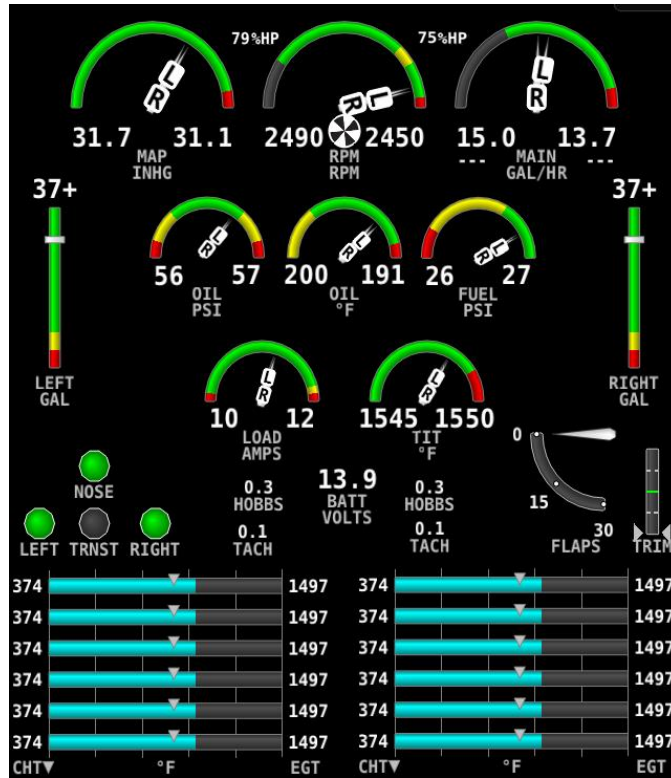 79%HP 75%HP
L R L R L R
31.7 31.1 2490 2450 15.0 13.7
MAP RPM --- MAIN ---
INHG RPM GAL/HR
37+ 37+
L R L R L R
56 57 200 191 26 27
OIL OIL FUEL
PSI °F PSI
LEFT RIGHT
GAL GAL
L R L R
10 12 1545 1550
LOAD TIT
AMPS °F
0
15
30
FLAPS
TRIM
NOSE
LEFT TRNST RIGHT
0.3
HOBBS
0.1
TACH
13.9
BATT
VOLTS
0.3
HOBBS
0.1
TACH
374 1497 374 1497
374 1497 374 1497
374 1497 374 1497
374 1497 374 1497
374 1497 374 1497
374 1497 374 1497
CHT °F EGT CHT °F EGT